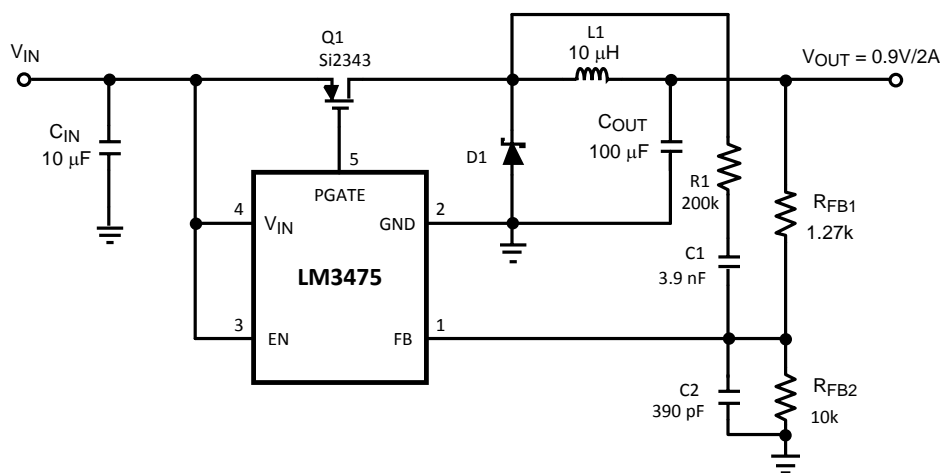 V_IN
C_IN
10 μF
Q1
Si2343
5
PGATE
4
V_IN
GND
2
LM3475
3
EN
FB
1
D1
L1
10 μH
C_OUT
100 μF
V_OUT = 0.9V/2A
R1
200k
C1
3.9 nF
R_FB1
1.27k
C2
390 pF
R_FB2
10k